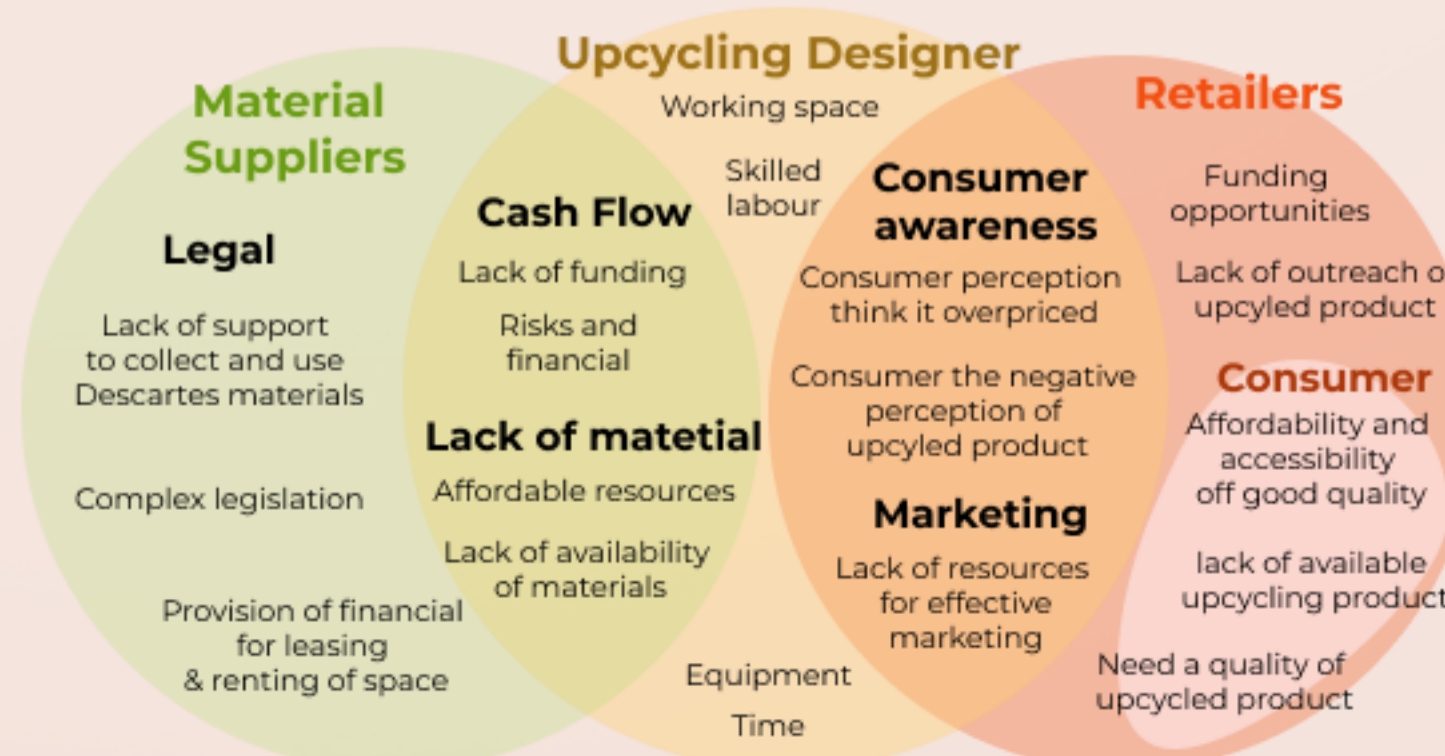 Upcycling Designer
Working space
Skilled
labour
Equipment
Time
Material
Suppliers
Legal
Lack of support
to collect and use
Descartes materials
Complex legislation
Provision of financial
for leasing
& renting of space
Cash Flow
Lack of funding
Risks and
financial
Lack of matetial
Affordable resources
Lack of availability
of materials
Consumer
awareness
Consumer perception
think it overpriced
Consumer the negative
perception of
upcyled product
Marketing
Lack of resources
for effective
marketing
Retailers
Funding
opportunities
Lack of outreach
upcyled product
Consumer
Affordability and
accessibility
off good quality
lack of available
upcycling product
Need a quality of
upcycled product